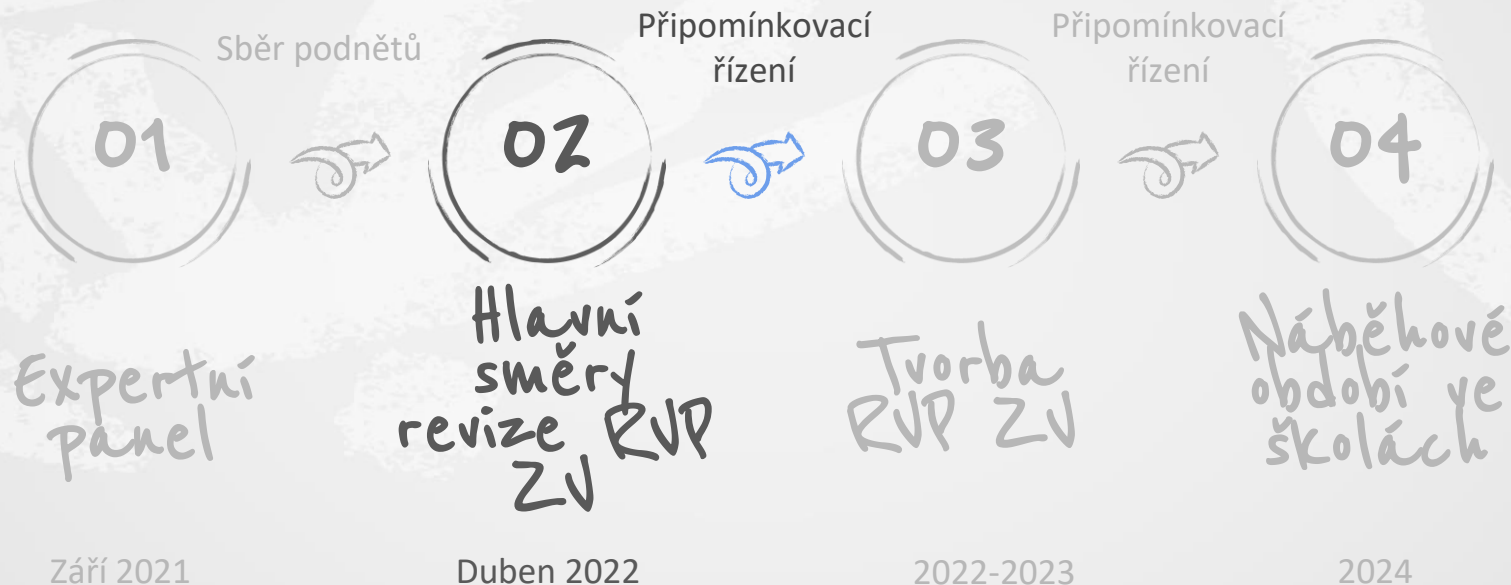 Sběr podnětů
Připomínkovací
řízení
Připomínkovací
řízení
01
02
03
04
Expertní
panel
Hlavní
směry
revize RVP
ZV
Tvorba
RVP ZV
Náběhové
období ve
školách
Září 2021
Duben 2022
2022-2023
2024